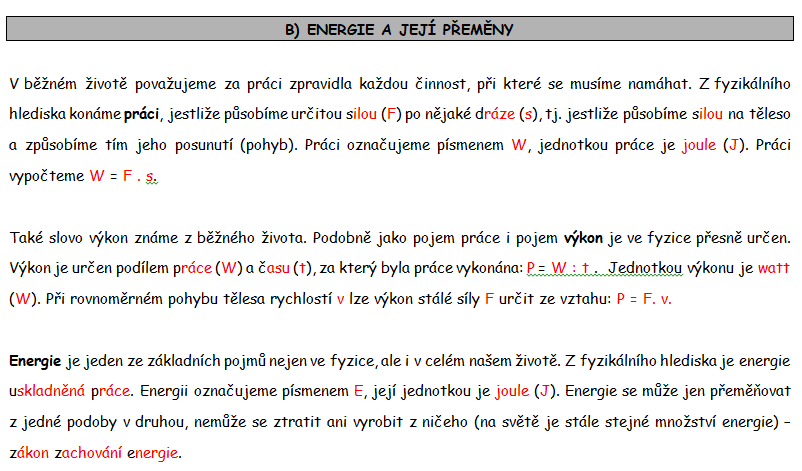 B) ENERGIE A JEJÍ PŘEMĚNY
V běžném životě považujeme za práci zpravidla každou činnost, při které se musíme namáhat. Z fyzikálního
hlediska konáme práci, jestliže působíme určitou silou (F) po nějaké dráze (s), tj. jestliže působíme silou na těleso
a způsobíme tím jeho posunutí (pohyb). Práci označujeme písmenem W, jednotkou práce je joule (J). Práci
vypočteme W = F . s.
Také slovo výkon známe z běžného života. Podobně jako pojem práce i pojem výkon je ve fyzice přesně určen.
Výkon je určen podílem práce (W) a času (t), za který byla práce vykonána: P = W : t . Jednotkou výkonu je watt
(W). Při rovnoměrném pohybu tělesa rychlostí v lze výkon stálé síly F určit ze vztahu: P = F. v.
Energie je jeden ze základních pojmů nejen ve fyzice, ale i v celém našem životě. Z fyzikálního hlediska je energie
uskladněná práce. Energii označujeme písmenem E, její jednotkou je joule (J). Energie se může jen přeměňovat
z jedné podoby v druhou, nemůže se ztratit ani vyrobit z ničeho (na světě je stále stejné množství energie) –
zákon zachování energie.